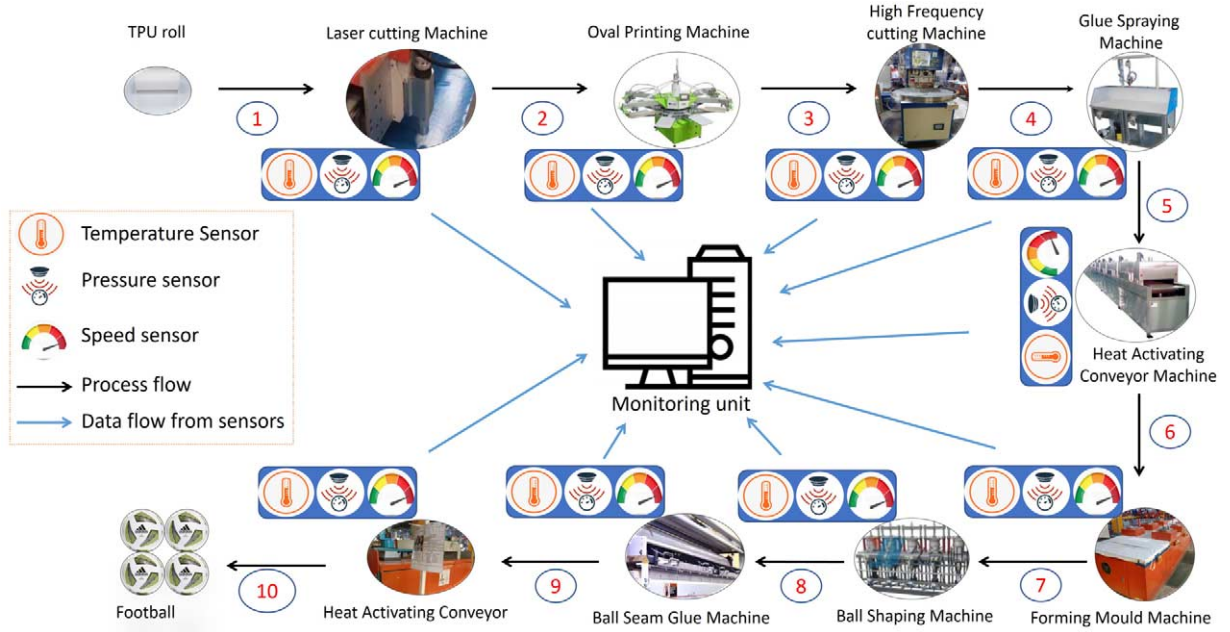 TPU roll
Laser cutting Machine
Oval Printing Machine
High Frequency
cutting Machine
Glue Spraying
Machine
1
2
3
4
5
Temperature Sensor
Pressure sensor
Speed sensor
Process flow
Data flow from sensors
Monitoring unit
Heat Activating
Conveyor Machine
6
10
9
8
7
Football
Heat Activating Conveyor
Ball Seam Glue Machine
Ball Shaping Machine
Forming Mould Machine